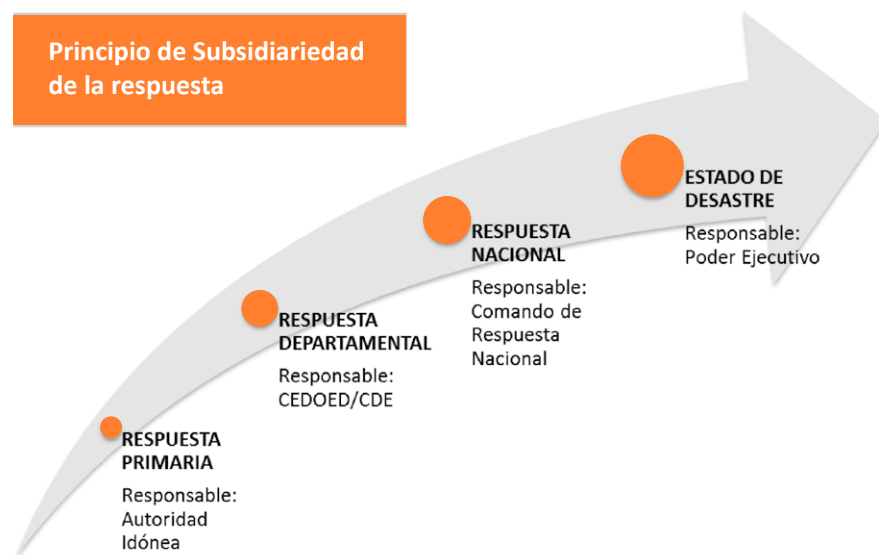 Principio de Subsidiariedad
de la respuesta
RESPUESTA
PRIMARIA
Responsable:
Autoridad
Idónea
RESPUESTA
DEPARTAMENTAL
Responsable:
CEDOED/CDE
RESPUESTA
NACIONAL
Responsable:
Comando de
Respuesta
Nacional
ESTADO DE
DESASTRE
Responsable:
Poder Ejecutivo